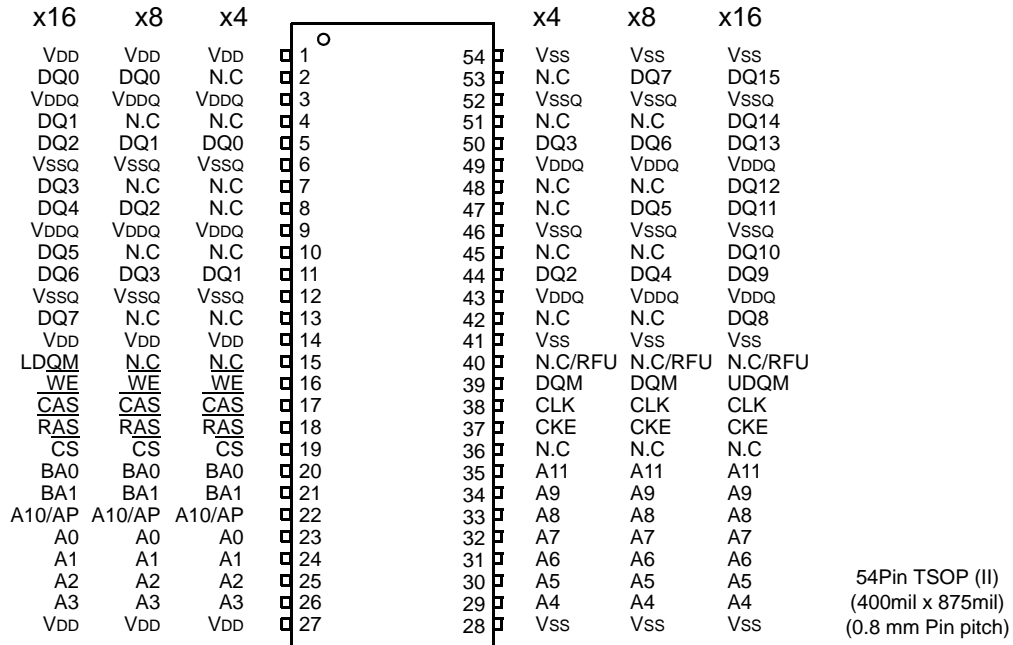 x16 x8 x4 x4 x8 x16
VDD VDD VDD 1 54 VSS VSS VSS
DQ0 DQ0 N.C 2 53 N.C DQ7 DQ15
VDDQ VDDQ VDDQ 3 52 VSSQ VSSQ VSSQ
DQ1 N.C N.C 4 51 N.C N.C DQ14
DQ2 DQ1 DQ0 5 50 DQ3 DQ6 DQ13
VSSQ VSSQ VSSQ 6 49 VDDQ VDDQ VDDQ
DQ3 N.C N.C 7 48 N.C N.C DQ12
DQ4 DQ2 N.C 8 47 N.C DQ5 DQ11
VDDQ VDDQ VDDQ 9 46 VSSQ VSSQ VSSQ
DQ5 N.C N.C 10 45 N.C N.C DQ10
DQ6 DQ3 DQ1 11 44 DQ2 DQ4 DQ9
VSSQ VSSQ VSSQ 12 43 VDDQ VDDQ VDDQ
DQ7 N.C N.C 13 42 N.C N.C DQ8
VDD VDD VDD 14 41 VSS VSS VSS
LDQM N.C N.C 15 40 N.C/RFU N.C/RFU N.C/RFU
WE WE WE 16 39 DQM DQM UDQM
CAS CAS CAS 17 38 CLK CLK CLK
RAS RAS RAS 18 37 CKE CKE CKE
CS CS CS 19 36 N.C N.C N.C
BA0 BA0 BA0 20 35 A11 A11 A11
BA1 BA1 BA1 21 34 A9 A9 A9
A10/AP A10/AP A10/AP 22 33 A8 A8 A8
A0 A0 A0 23 32 A7 A7 A7
A1 A1 A1 24 31 A6 A6 A6
A2 A2 A2 25 30 A5 A5 A5
A3 A3 A3 26 29 A4 A4 A4
VDD VDD VDD 27 28 VSS VSS VSS
54Pin TSOP (II)
(400mil x 875mil)
(0.8 mm Pin pitch)